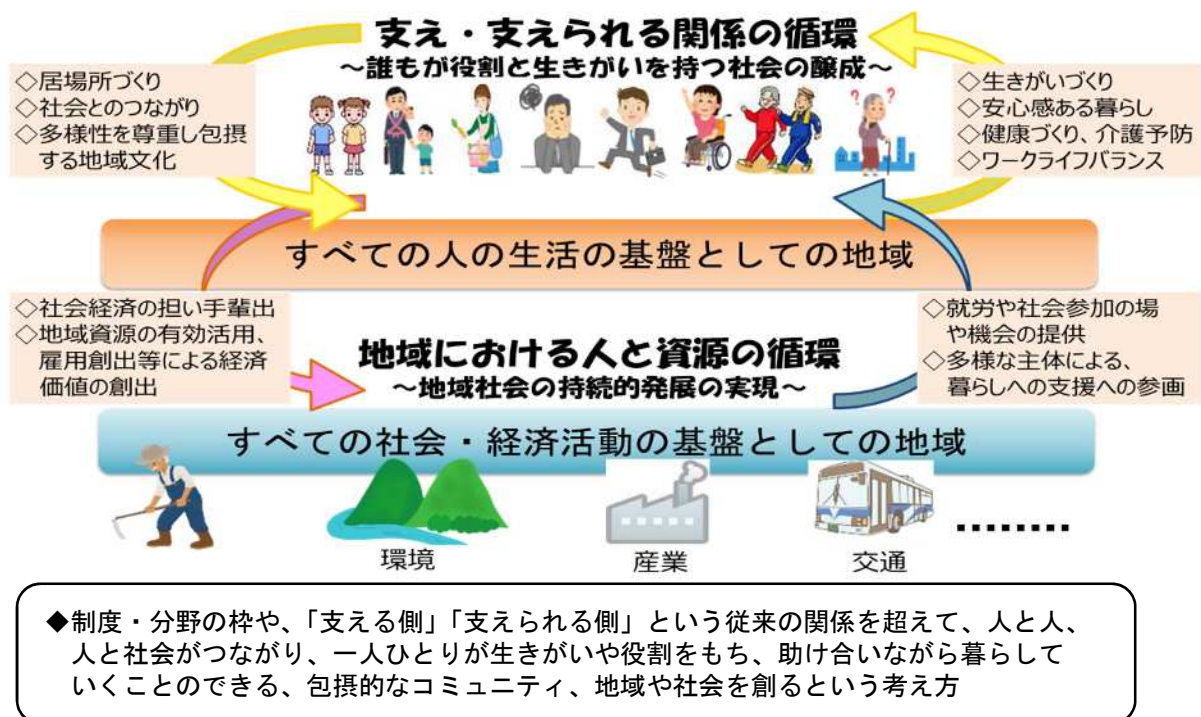 支え・支えられる関係の循環
～誰もが役割と生きがいを持つ社会の醸成～
◇居場所づくり
◇社会とのつながり
◇多様性を尊重し包摂
する地域文化
◇生きがいづくり
◇安心感ある暮らし
◇健康づくり、介護予防
◇ワークライフバランス
? ?
すべての人の生活の基盤としての地域
◇社会経済の担い手輩出
◇地域資源の有効活用、
雇用創出等による経済
価値の創出
地域における人と資源の循環
～地域社会の持続的発展の実現～
◇就労や社会参加の場
や機会の提供
◇多様な主体による、
暮らしへの支援への参画
すべての社会・経済活動の基盤としての地域
環境
産業
交通
………
◆制度・分野の枠や、「支える側」「支えられる側」という従来の関係を超えて、人と人、
人と社会がつながり、一人ひとりが生きがいや役割をもち、助け合いながら暮らして
いくことのできる、包摂的なコミュニティ、地域や社会を創るという考え方